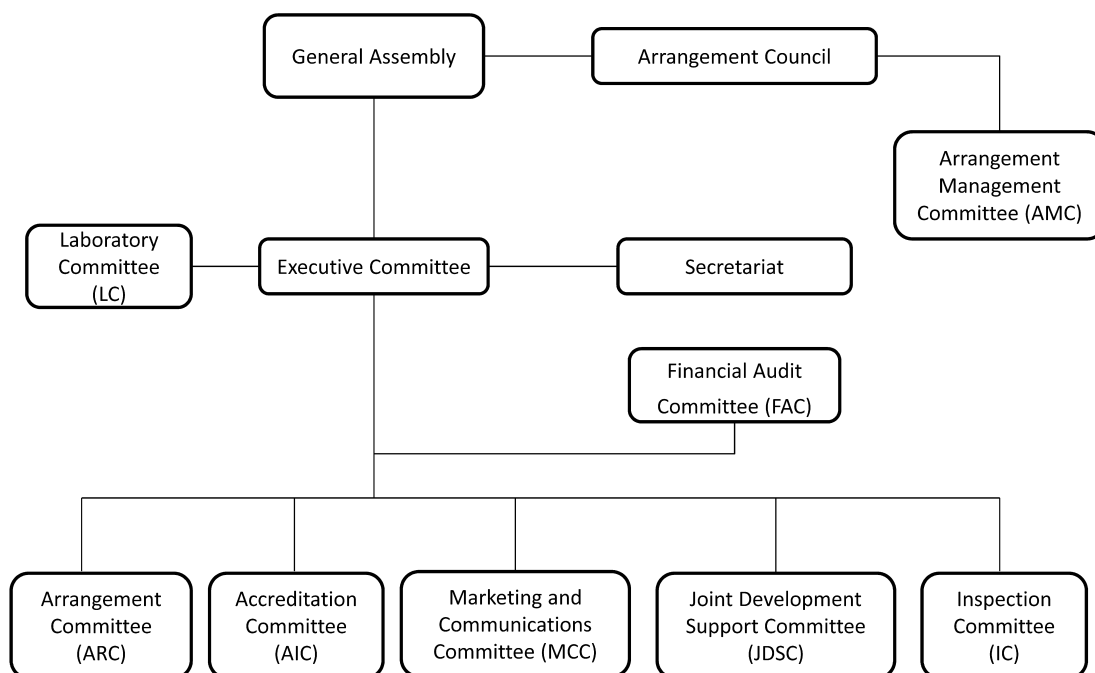 General Assembly
Arrangement Council
Arrangement
Management
Committee (AMC)
Laboratory
Committee
(LC)
Executive Committee
Secretariat
Financial Audit
Committee (FAC)
Arrangement
Committee
(ARC)
Accreditation
Committee
(AIC)
Marketing and
Communications
Committee (MCC)
Joint Development
Support Committee
(JDSC)
Inspection
Committee
(IC)